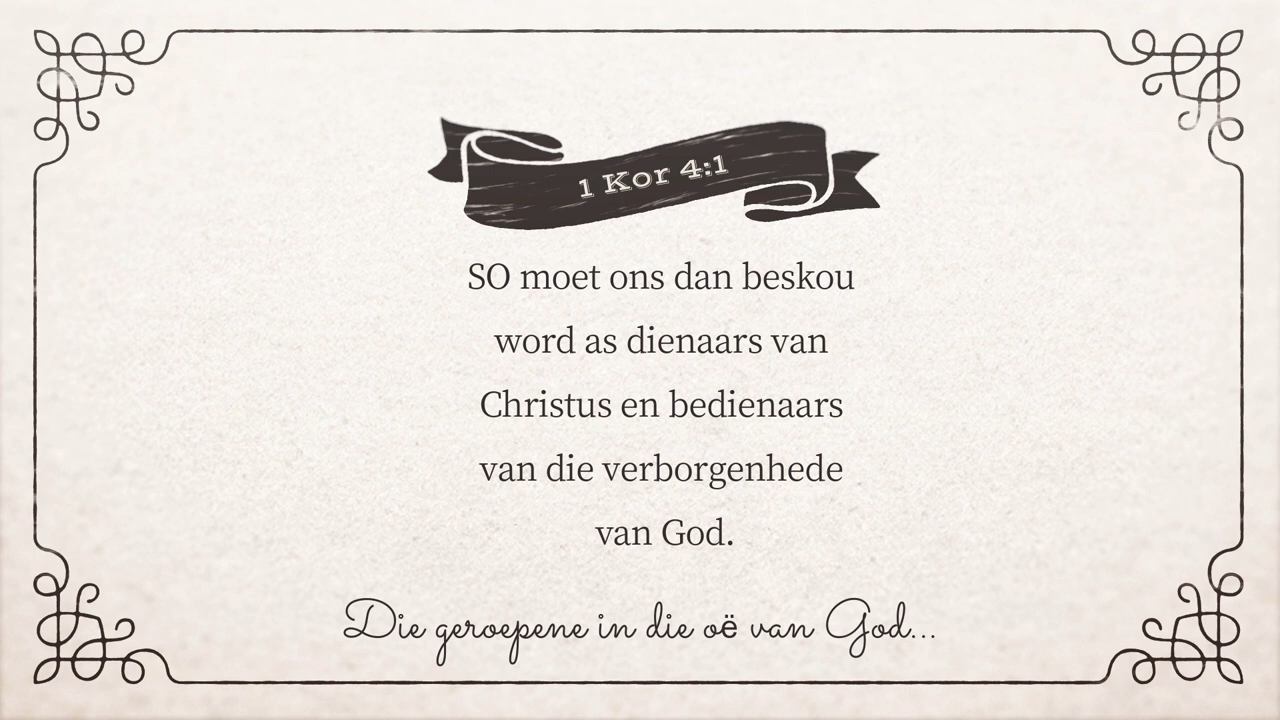 1 Kor 4:1
SO moet ons dan beskou
word as dienaars van
Christus en bedienaars
van die verborgenhede
van God.
Die geroepene in die oë van God...